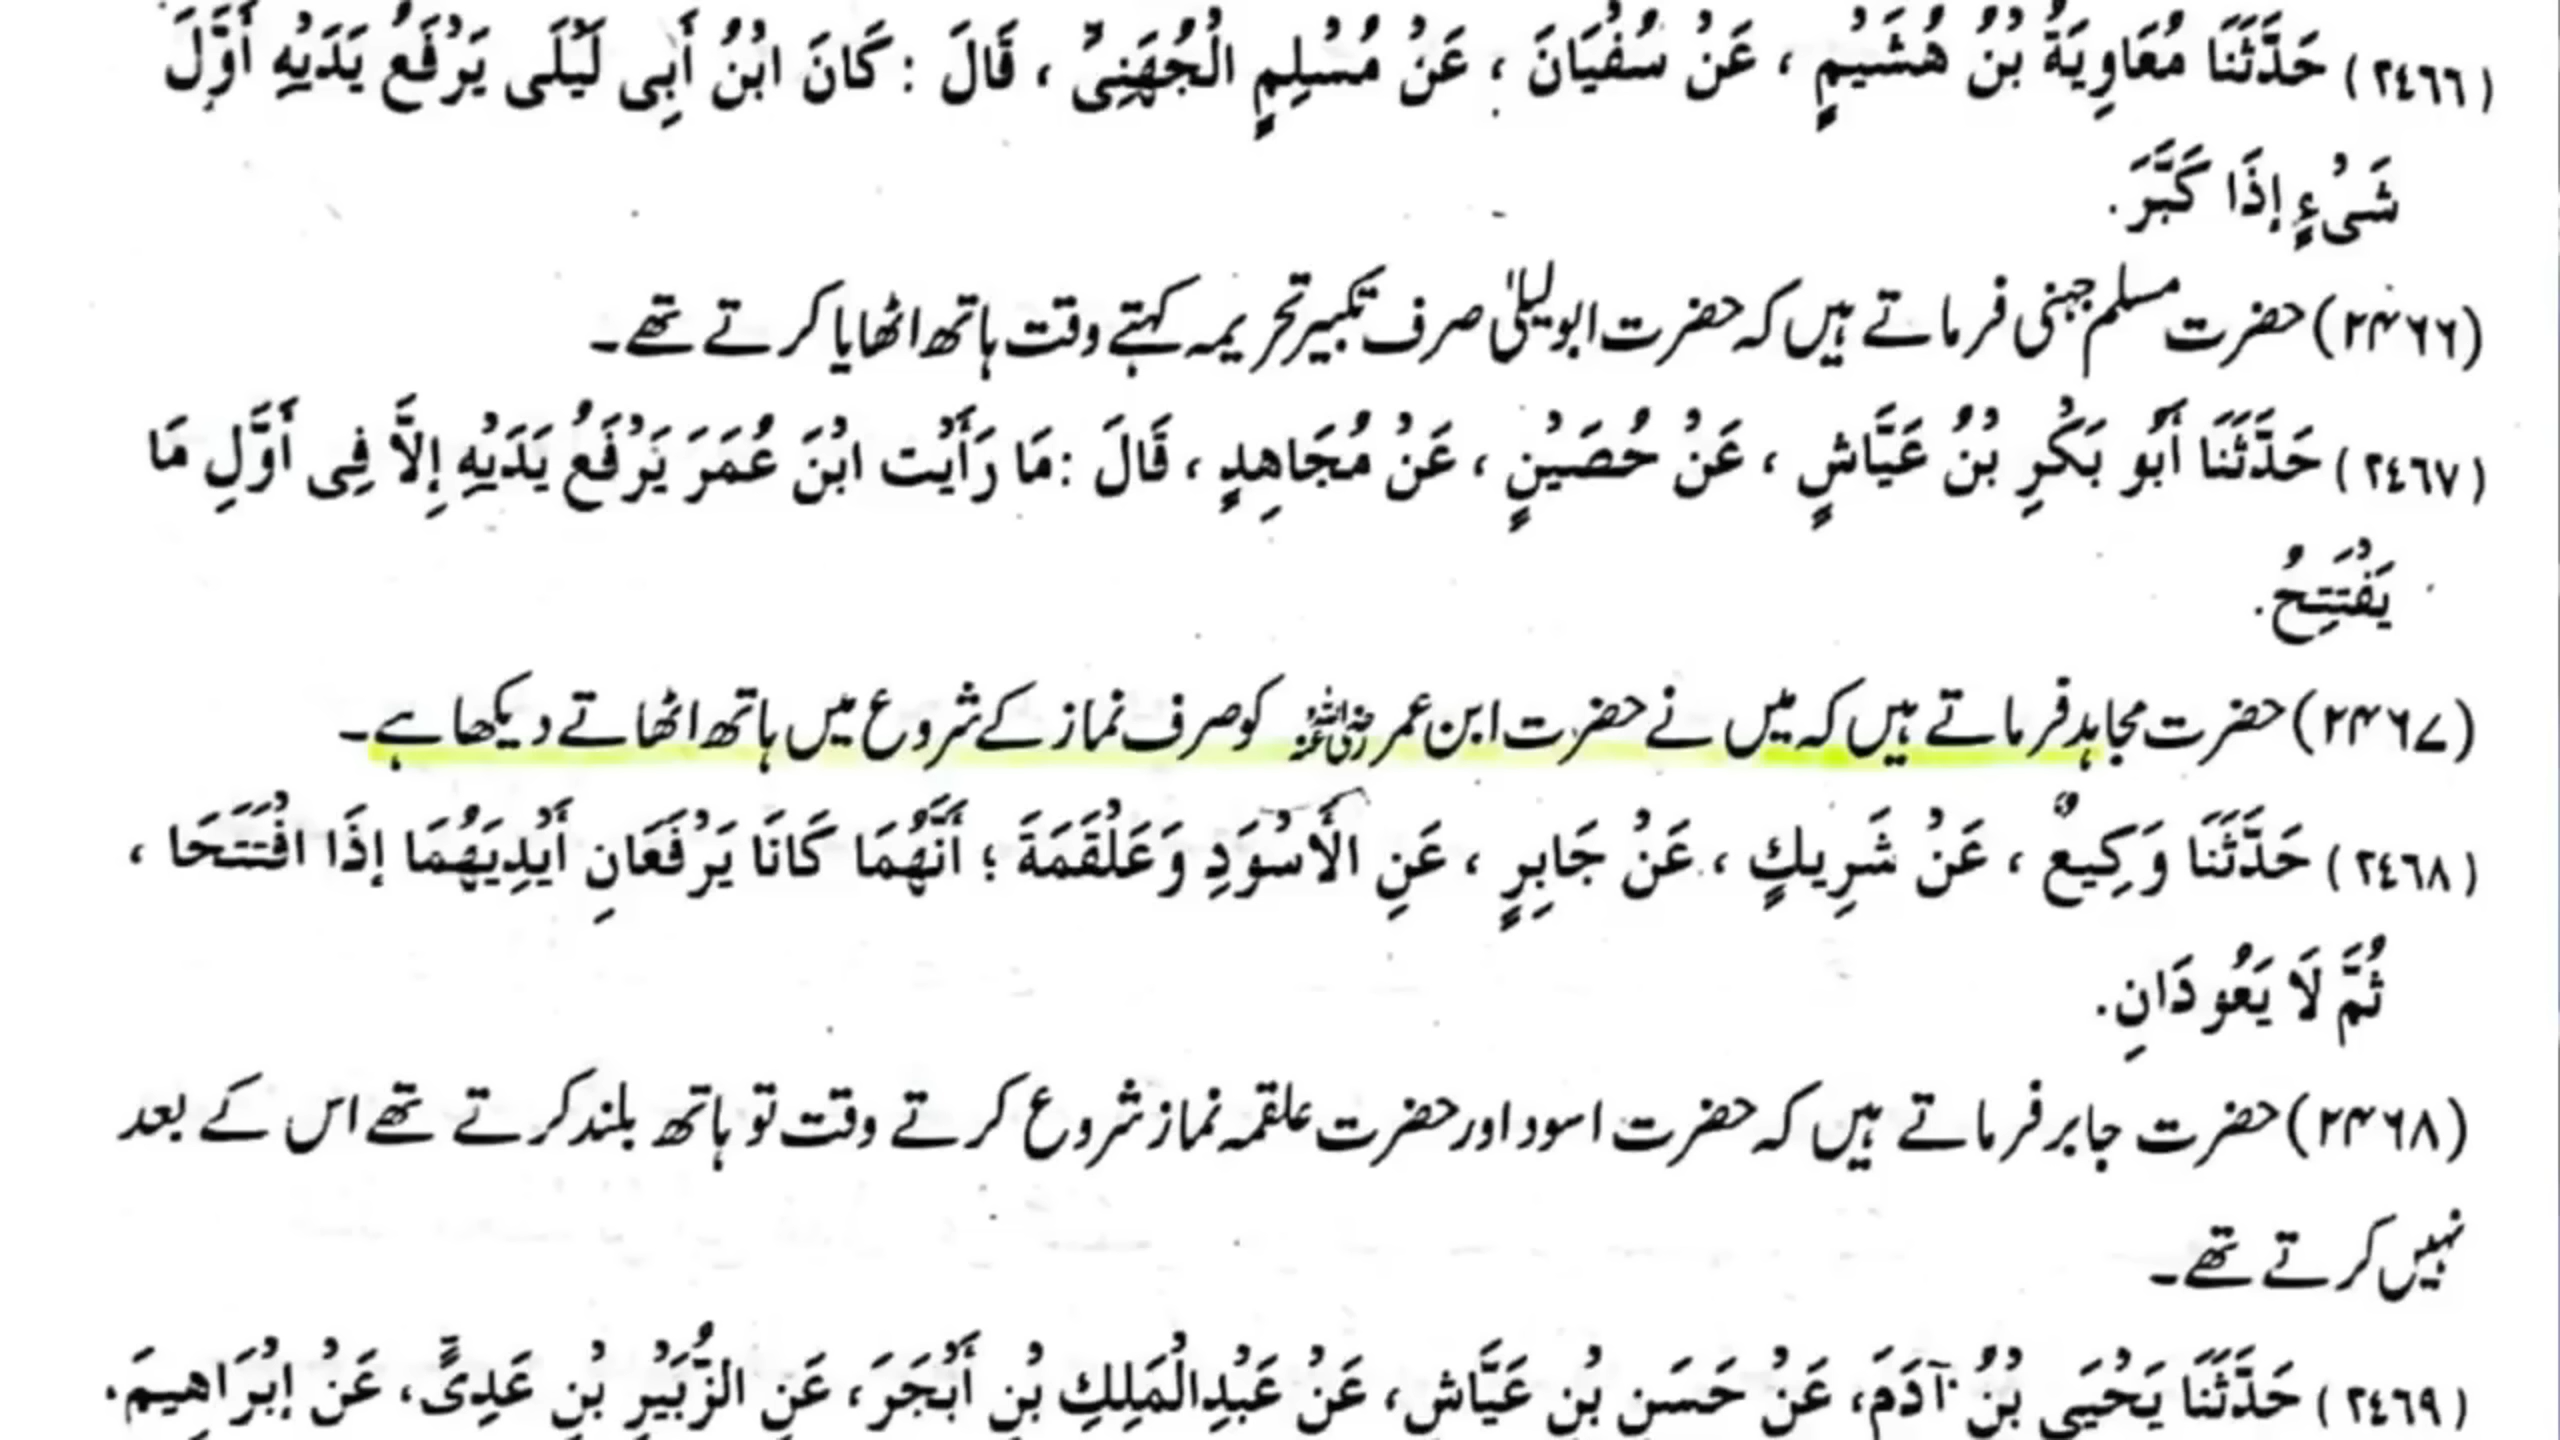 (٢٤٦٦) حَدَّثَنَا مُعَاوِيَةُ بْنُ هُشَيْمٍ ، عَنْ سُفْيَانَ ، عَنْ مُسْلِمٍ الْجُهَنِيِّ ، قَالَ : كَانَ ابْنُ أَبِي لَيْلَى يَرْفَعُ يَدَيْهِ أَوَّلَ
شَيْءٍ إِذَا كَبَّرَ.
(۲۴۶۶) حضرت مسلم جہنی فرماتے ہیں کہ حضرت ابولیلیٰ صرف تکبیر تحریمہ کہتے وقت ہاتھ اٹھایا کرتے تھے۔
(٢٤٦٧) حَدَّثَنَا أَبُو بَكْرِ بْنُ عَيَّاشٍ ، عَنْ حُصَيْنٍ ، عَنْ مُجَاهِدٍ ، قَالَ : مَا رَأَيْت ابْنَ عُمَرَ يَرْفَعُ يَدَيْهِ إِلاَّ فِي أَوَّلِ مَا
يَفْتَتِحُ.
(۲۴۶۷) حضرت مجاہد فرماتے ہیں کہ میں نے حضرت ابن عمر رضی اللہ عنہ کو صرف نماز کے شروع میں ہاتھ اٹھاتے دیکھا ہے۔
(٢٤٦٨) حَدَّثَنَا وَكِيعٌ ، عَنْ شَرِيكٍ ، عَنْ جَابِرٍ ، عَنِ الأَسْوَدِ وَعَلْقَمَةَ ؛ أَنَّهُمَا كَانَا يَرْفَعَانِ أَيْدِيَهُمَا إِذَا افْتَتَحَا ،
ثُمَّ لَا يَعُودَانِ.
(۲۴۶۸) حضرت جابر فرماتے ہیں کہ حضرت اسود اور حضرت علقمہ نماز شروع کرتے وقت تو ہاتھ بلند کرتے تھے اس کے بعد
نہیں کرتے تھے۔
(٢٤٦٩) حَدَّثَنَا يَحْيَى بْنُ آدَمَ، عَنْ حَسَنِ بْنِ عَيَّاشٍ، عَنْ عَبْدِالْمَلِكِ بْنِ أَبْجَرَ، عَنِ الزُّبَيْرِ بْنِ عَدِيٍّ، عَنْ إِبْرَاهِيمَ،